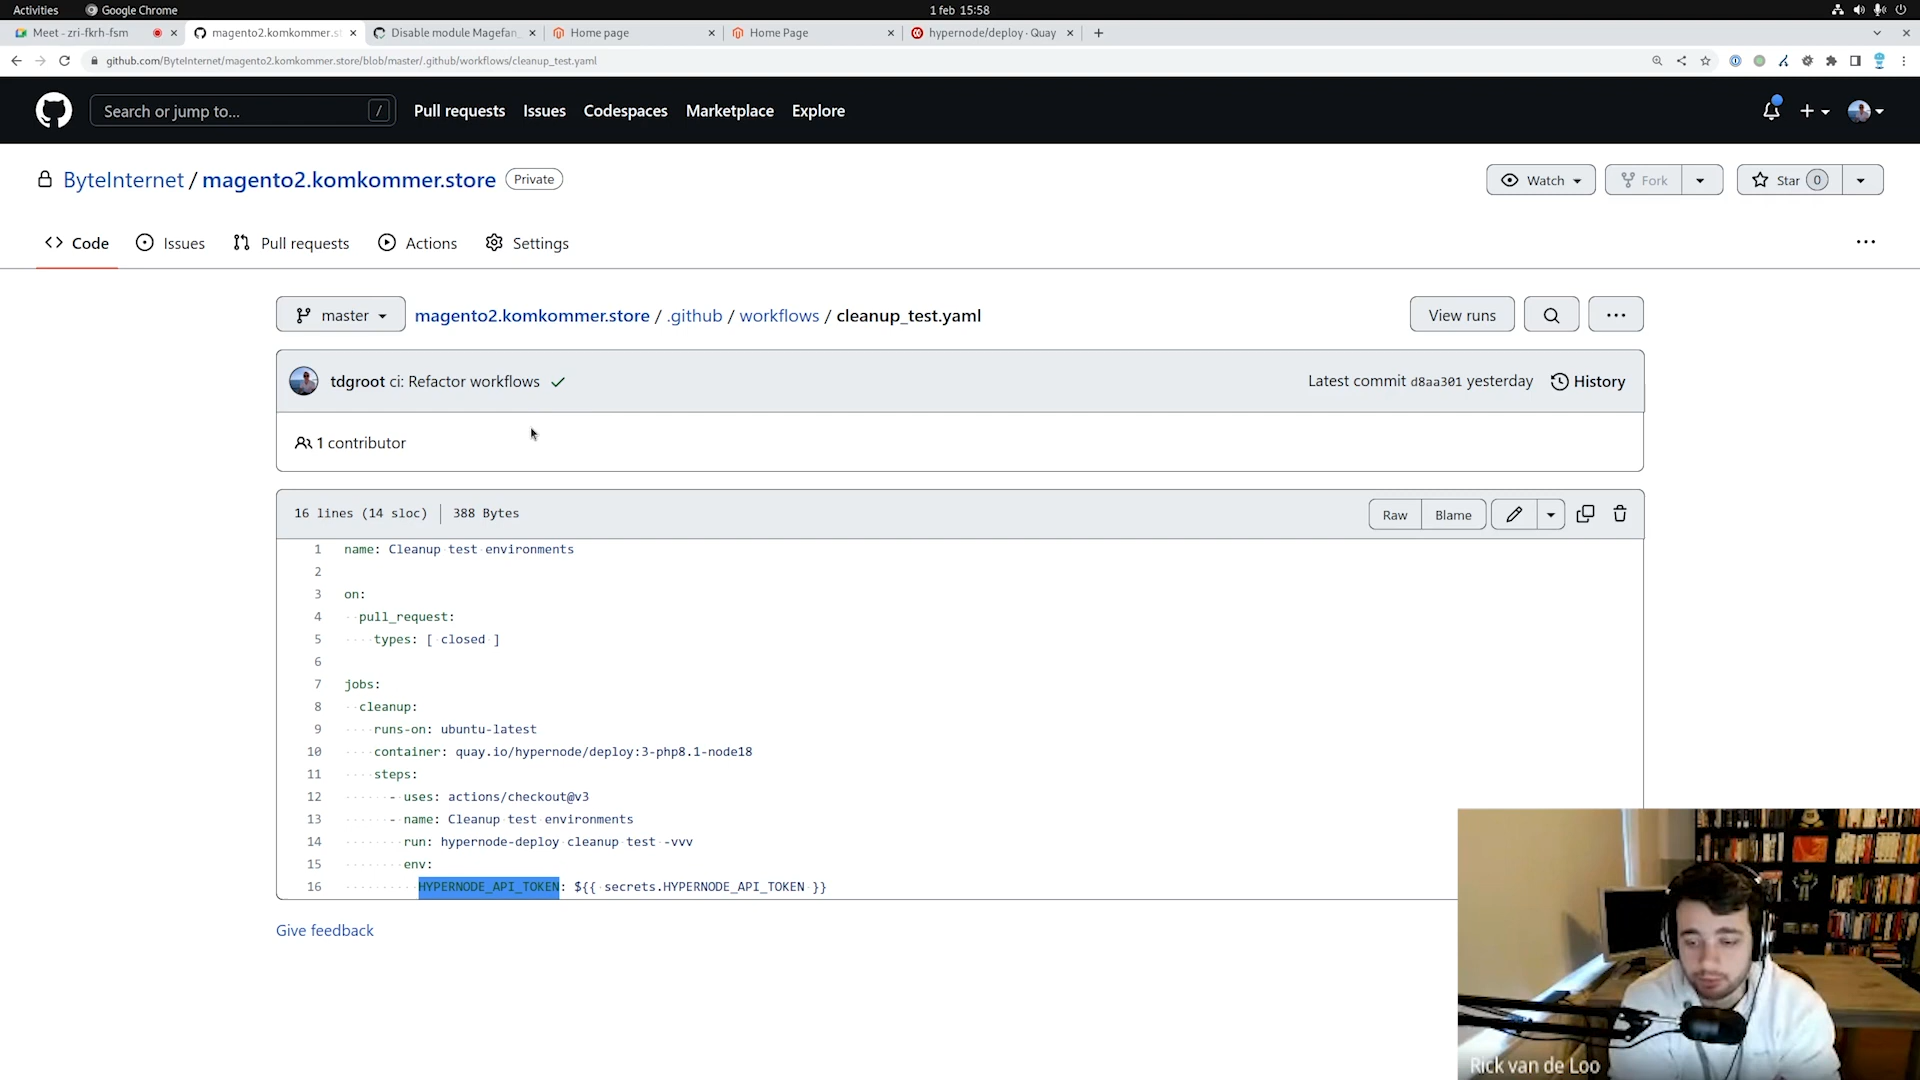 Activities
Google Chrome
1 feb 15:58
Meet - zri-fkrh-fsm
magento2.komkommer.st
Disable module Magefan
Home page
Home Page
hypernode/deploy · Quay
github.com/ByteInternet/magento2.komkommer.store/blob/master/.github/workflows/cleanup_test.yaml
Search or jump to...
/
Pull requests
Issues
Codespaces
Marketplace
Explore
ByteInternet / magento2.komkommer.store
Private
Watch
Fork
Star 0
Code
Issues
Pull requests
Actions
Settings
master
magento2.komkommer.store / .github / workflows / cleanup_test.yaml
View runs
tdgroot ci: Refactor workflows
Latest commit d8aa301 yesterday
History
1 contributor
16 lines (14 sloc)
388 Bytes
Raw
Blame
1 name: Cleanup test environments
2
3 on:
4 pull_request:
5 types: [ closed ]
6
7 jobs:
8 cleanup:
9 runs-on: ubuntu-latest
10 container: quay.io/hypernode/deploy:3-php8.1-node18
11 steps:
12 - uses: actions/checkout@v3
13 - name: Cleanup test environments
14 run: hypernode-deploy cleanup test -vvv
15 env:
16 HYPERNODE_API_TOKEN: ${{ secrets.HYPERNODE_API_TOKEN }}
Give feedback
Rick van de Loo